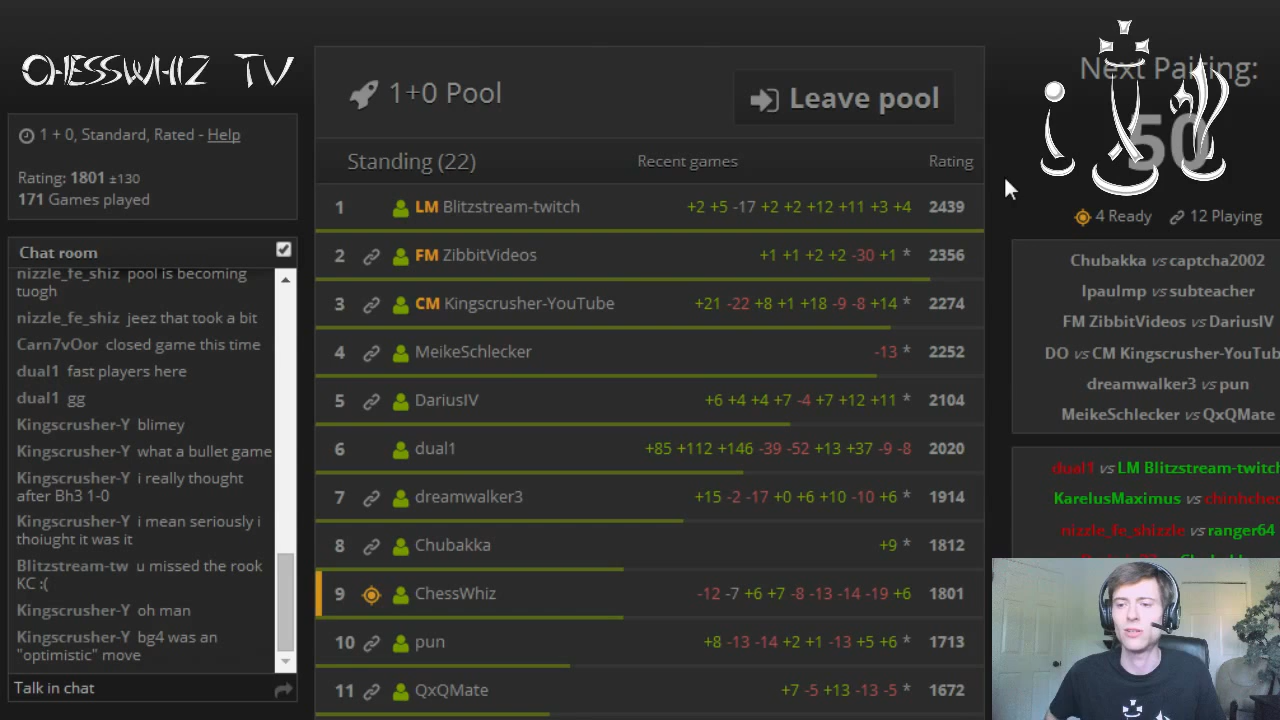 CHESSWHIZ TV
1 + 0, Standard, Rated - Help
Rating: 1801 ±130
171 Games played
Chat room
nizzle_fe_shiz pool is becoming
tuogh
nizzle_fe_shiz jeez that took a bit
Carn7vOor closed game this time
dual1 fast players here
dual1 gg
Kingscrusher-Y blimey
Kingscrusher-Y what a bullet game
Kingscrusher-Y i really thought
after Bh3 1-0
Kingscrusher-Y i mean seriously i
thoiught it was it
Blitzstream-tw u missed the rook
KC :(
Kingscrusher-Y oh man
Kingscrusher-Y bg4 was an
"optimistic" move
Talk in chat
1+0 Pool
Leave pool
Standing (22) Recent games Rating
1 LM Blitzstream-twitch +2 +5 -17 +2 +2 +12 +11 +3 +4 2439
2 FM ZibbitVideos +1 +1 +2 +2 -30 +1 * 2356
3 CM Kingscrusher-YouTube +21 -22 +8 +1 +18 -9 -8 +14 * 2274
4 MeikeSchlecker -13 * 2252
5 DariusIV +6 +4 +4 +7 -4 +7 +12 +11 * 2104
6 dual1 +85 +112 +146 -39 -52 +13 +37 -9 -8 2020
7 dreamwalker3 +15 -2 -17 +0 +6 +10 -10 +6 * 1914
8 Chubakka +9 * 1812
9 ChessWhiz -12 -7 +6 +7 -8 -13 -14 -19 +6 1801
10 pun +8 -13 -14 +2 +1 -13 +5 +6 * 1713
11 QxQMate +7 -5 +13 -13 -5 * 1672
Next Pairing:
50
4 Ready 12 Playing
Chubakka vs captcha2002
Ipaulmp vs subteacher
FM ZibbitVideos vs DariusIV
DO vs CM Kingscrusher-YouTub
dreamwalker3 vs pun
MeikeSchlecker vs QxQMate
dual1 vs LM Blitzstream-twitch
KarelusMaximus vs chinhche
nizzle_fe_shizzle vs ranger64